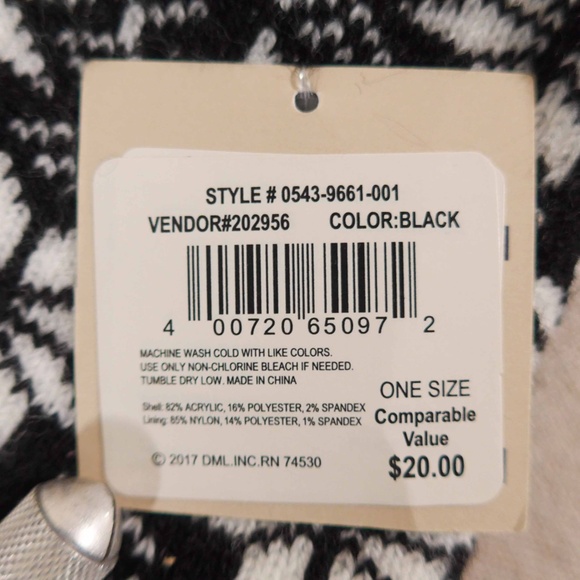 STYLE # 0543-9661-001
VENDOR#202956 COLOR:BLACK
4 00720 65097 2
MACHINE WASH COLD WITH LIKE COLORS.
USE ONLY NON-CHLORINE BLEACH IF NEEDED.
TUMBLE DRY LOW. MADE IN CHINA
Shell: 82% ACRYLIC, 16% POLYESTER, 2% SPANDEX
Lining: 85% NYLON, 14% POLYESTER, 1% SPANDEX
© 2017 DML.INC.RN 74530
ONE SIZE
Comparable
Value
$20.00